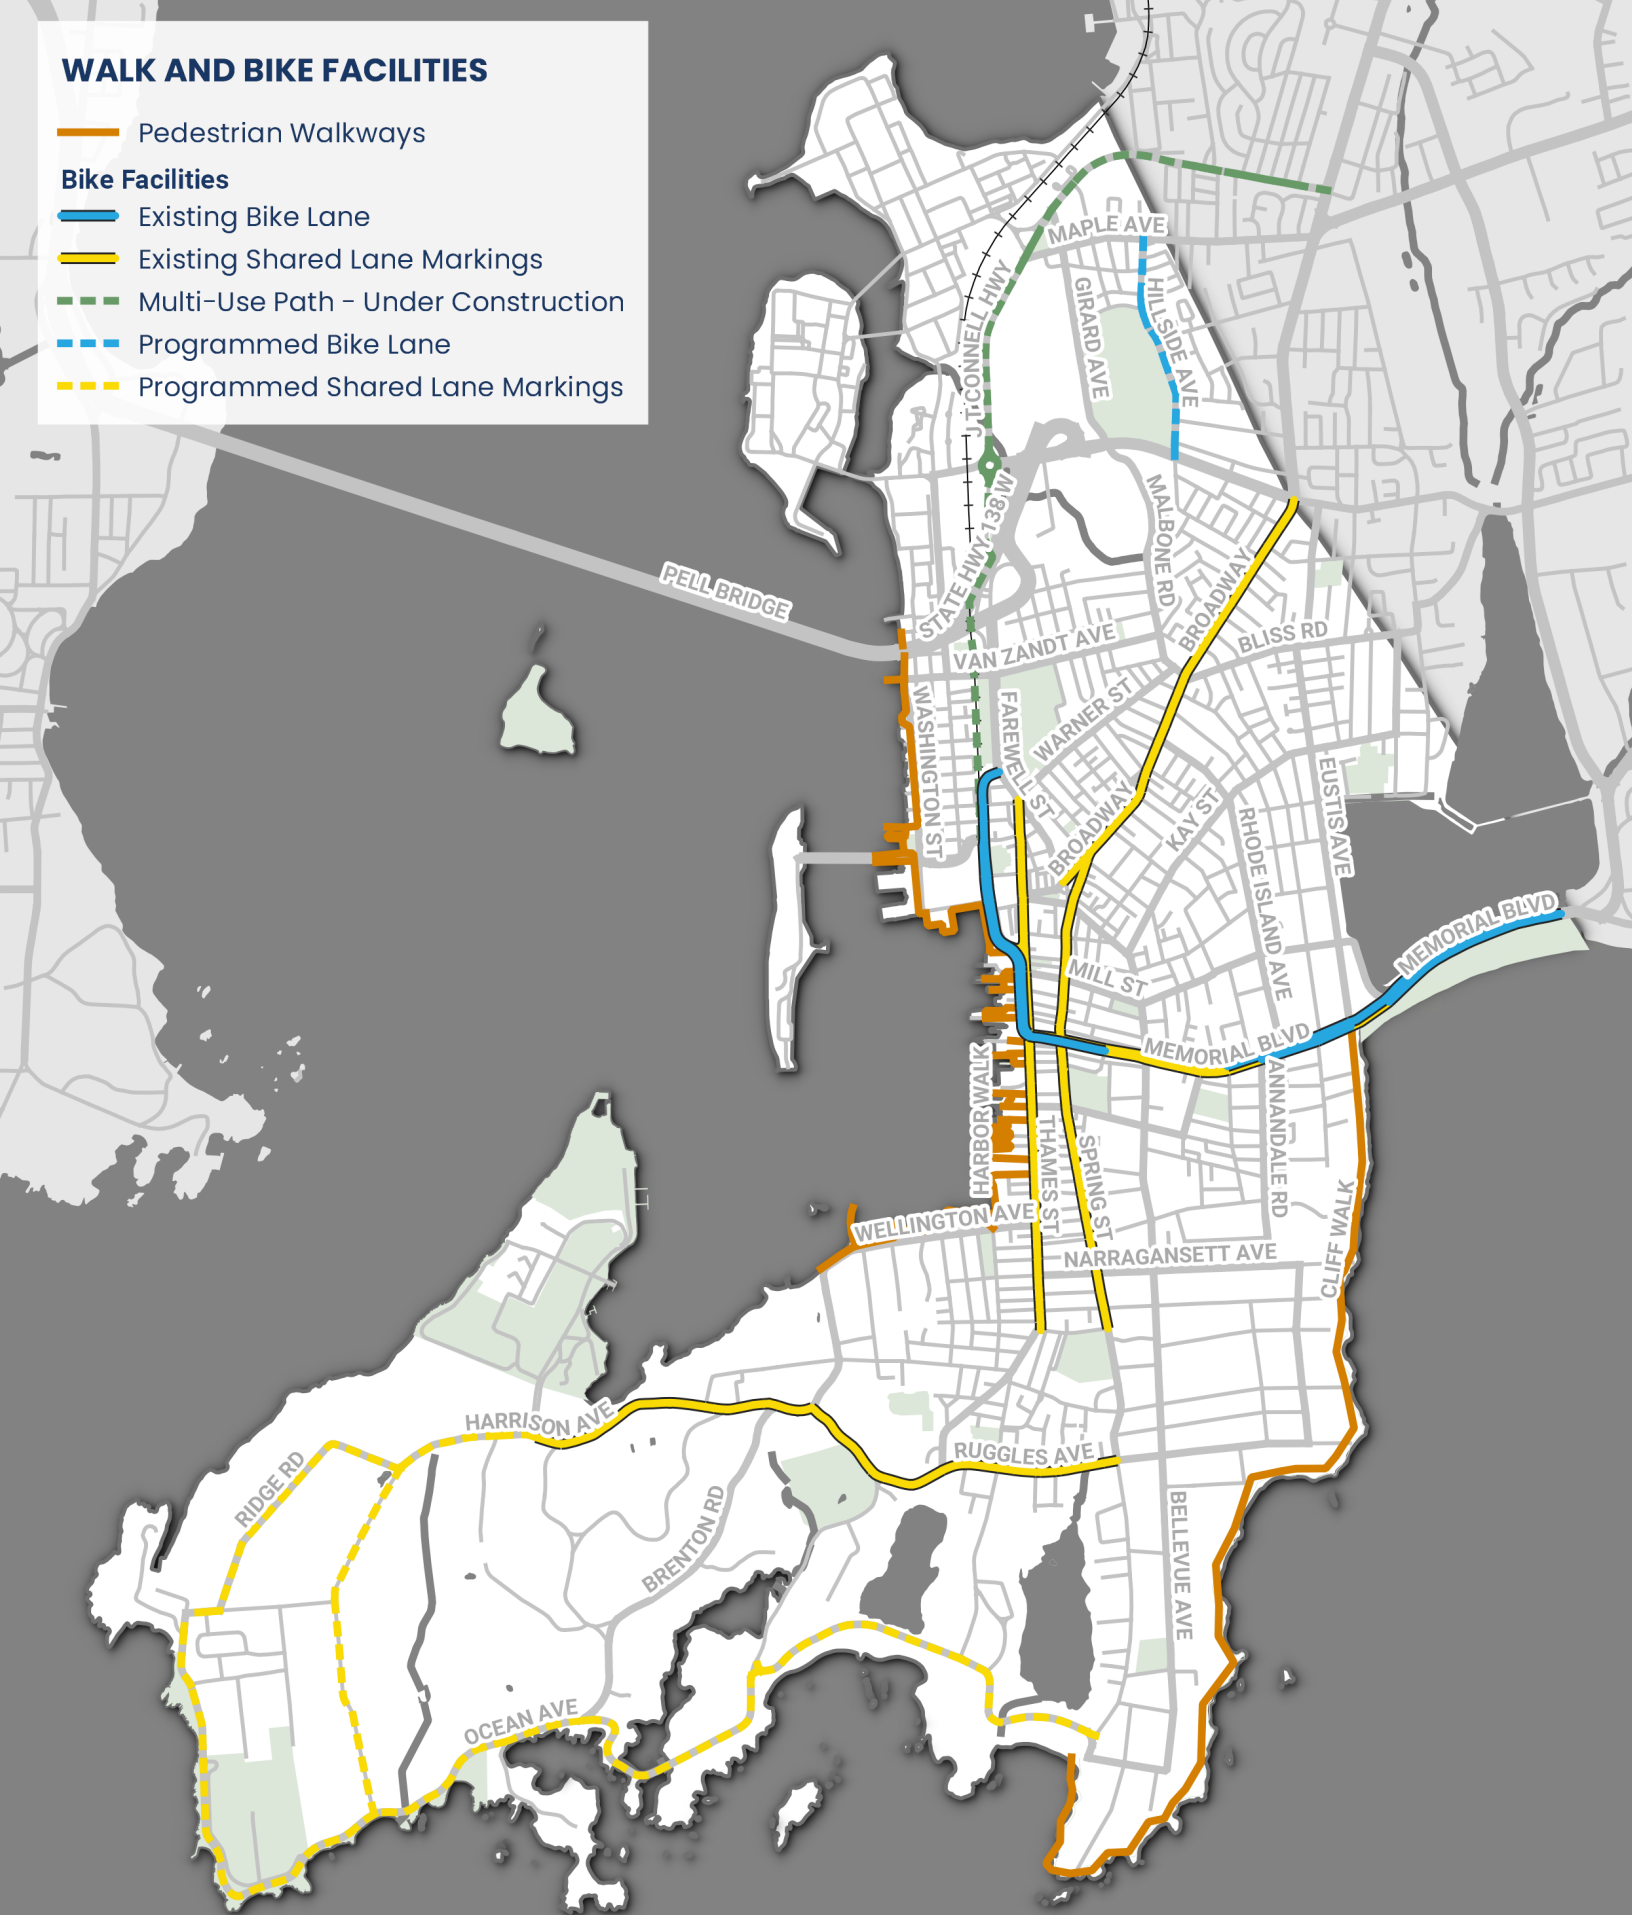 WALK AND BIKE FACILITIES
Pedestrian Walkways
Bike Facilities
Existing Bike Lane
Existing Shared Lane Markings
Multi-Use Path - Under Construction
Programmed Bike Lane
Programmed Shared Lane Markings
MAPLE AVE
J T CONNELL HWY
GIRARD AVE
HILLSIDE AVE
STATE HWY 138 W
MALBONE RD
PELL BRIDGE
BROADWAY
BLISS RD
VAN ZANDT AVE
WASHINGTON ST
FAREWELL ST
WARNER ST
BROADWAY
KAY ST
EUSTIS AVE
RHODE ISLAND AVE
MEMORIAL BLVD
MILL ST
MEMORIAL BLVD
HARBOR WALK
THAMES ST
SPRING ST
ANNANDALE RD
CLIFF WALK
WELLINGTON AVE
NARRAGANSETT AVE
HARRISON AVE
RUGGLES AVE
RIDGE RD
BRENTON RD
BELLEVUE AVE
OCEAN AVE